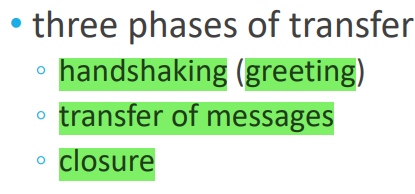 • three phases of transfer
◦ handshaking (greeting)
◦ transfer of messages
◦ closure